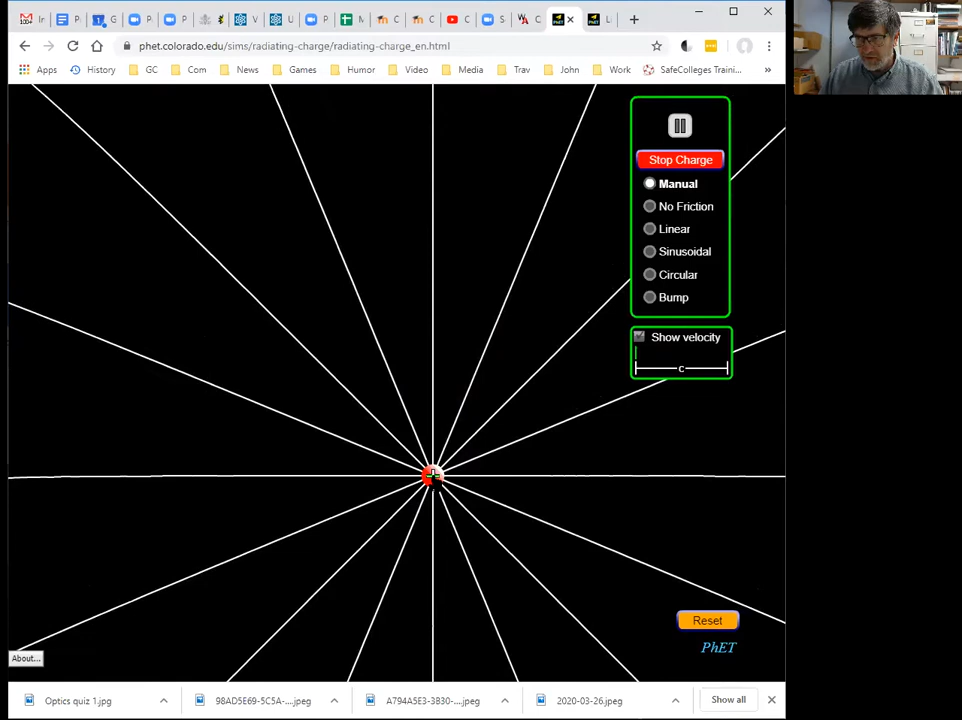 phet.colorado.edu/sims/radiating-charge/radiating-charge_en.html
Apps History GC Com News Games Humor Video Media Trav John Work SafeColleges Traini... »
Stop Charge
Manual
No Friction
Linear
Sinusoidal
Circular
Bump
Show velocity
c
Reset
PhET
About...
Optics quiz 1.jpg 98AD5E69-5C5A-....jpeg A794A5E3-3B30-....jpeg 2020-03-26.jpeg Show all